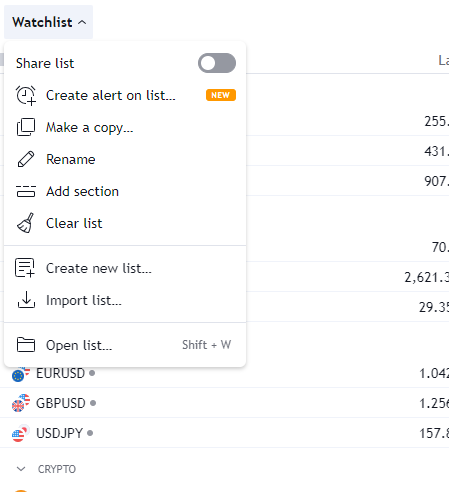 Watchlist
Share list
Create alert on list... NEW
Make a copy...
255.
Rename
431.
Add section
907.
Clear list
70.
Create new list...
2,621.3
Import list...
29.35
Open list... Shift + W
EURUSD 1.042
GBPUSD 1.256
USDJPY 157.8
CRYPTO